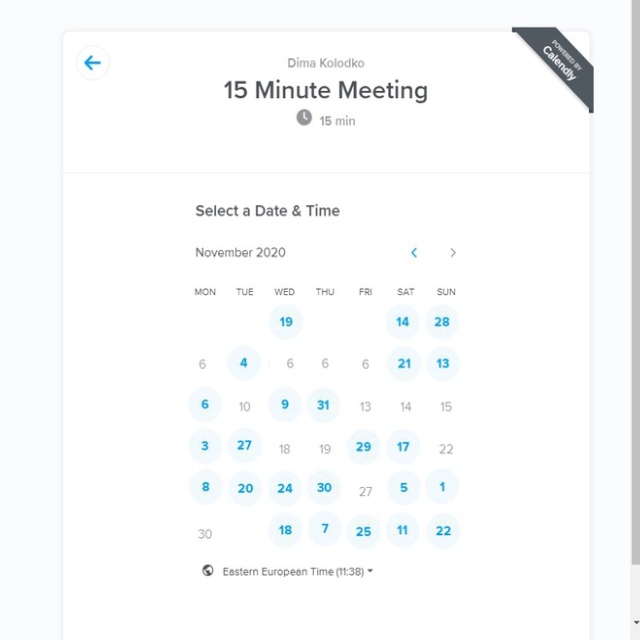 POWERED BY
Calendly
Dima Kolodko
15 Minute Meeting
15 min
Select a Date & Time
November 2020
MON TUE WED THU FRI SAT SUN
19 14 28
6 4 6 6 6 21 13
6 10 9 31 13 14 15
3 27 18 19 29 17 22
8 20 24 30 27 5 1
30 18 7 25 11 22
Eastern European Time (11:38)